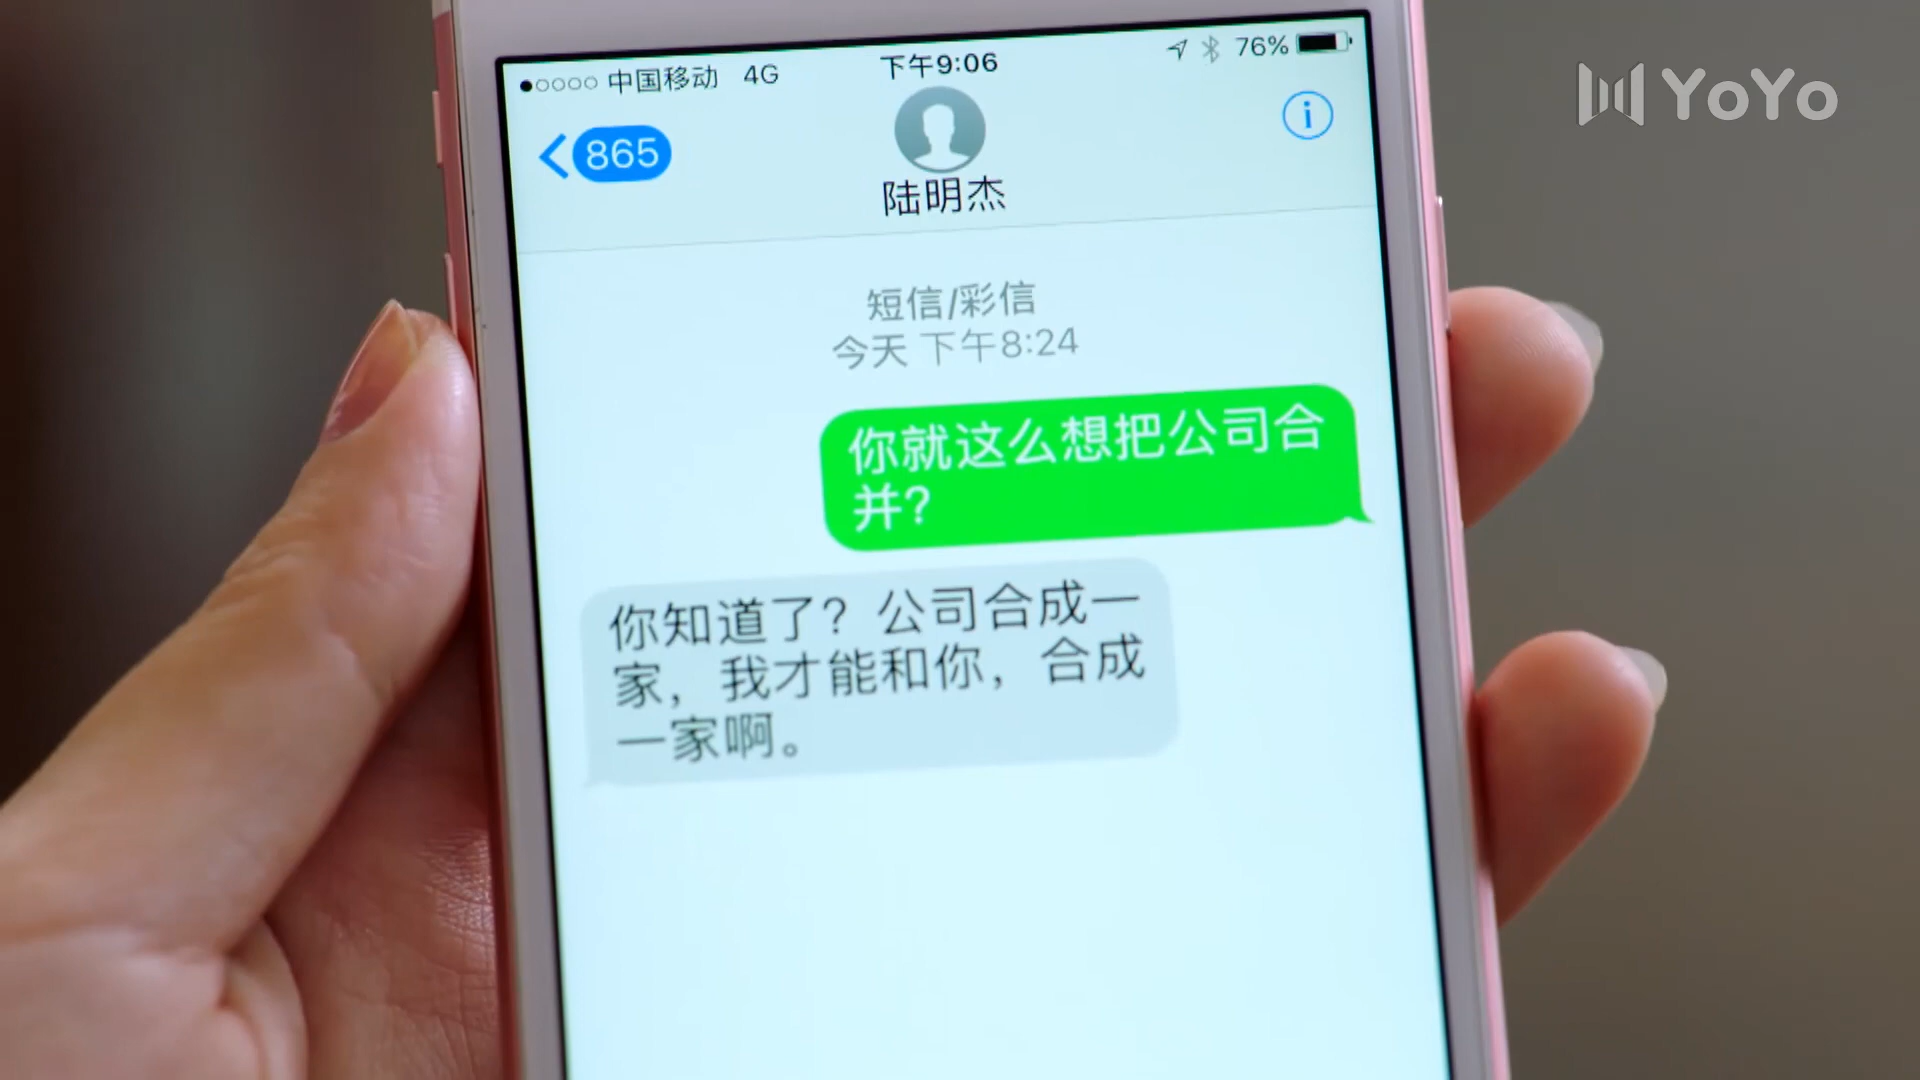 中国移动 4G 下午9:06 76%
YoYo
865
陆明杰
短信/彩信
今天 下午8:24
你就这么想把公司合
并？
你知道了？公司合成一
家，我才能和你，合成
一家啊。